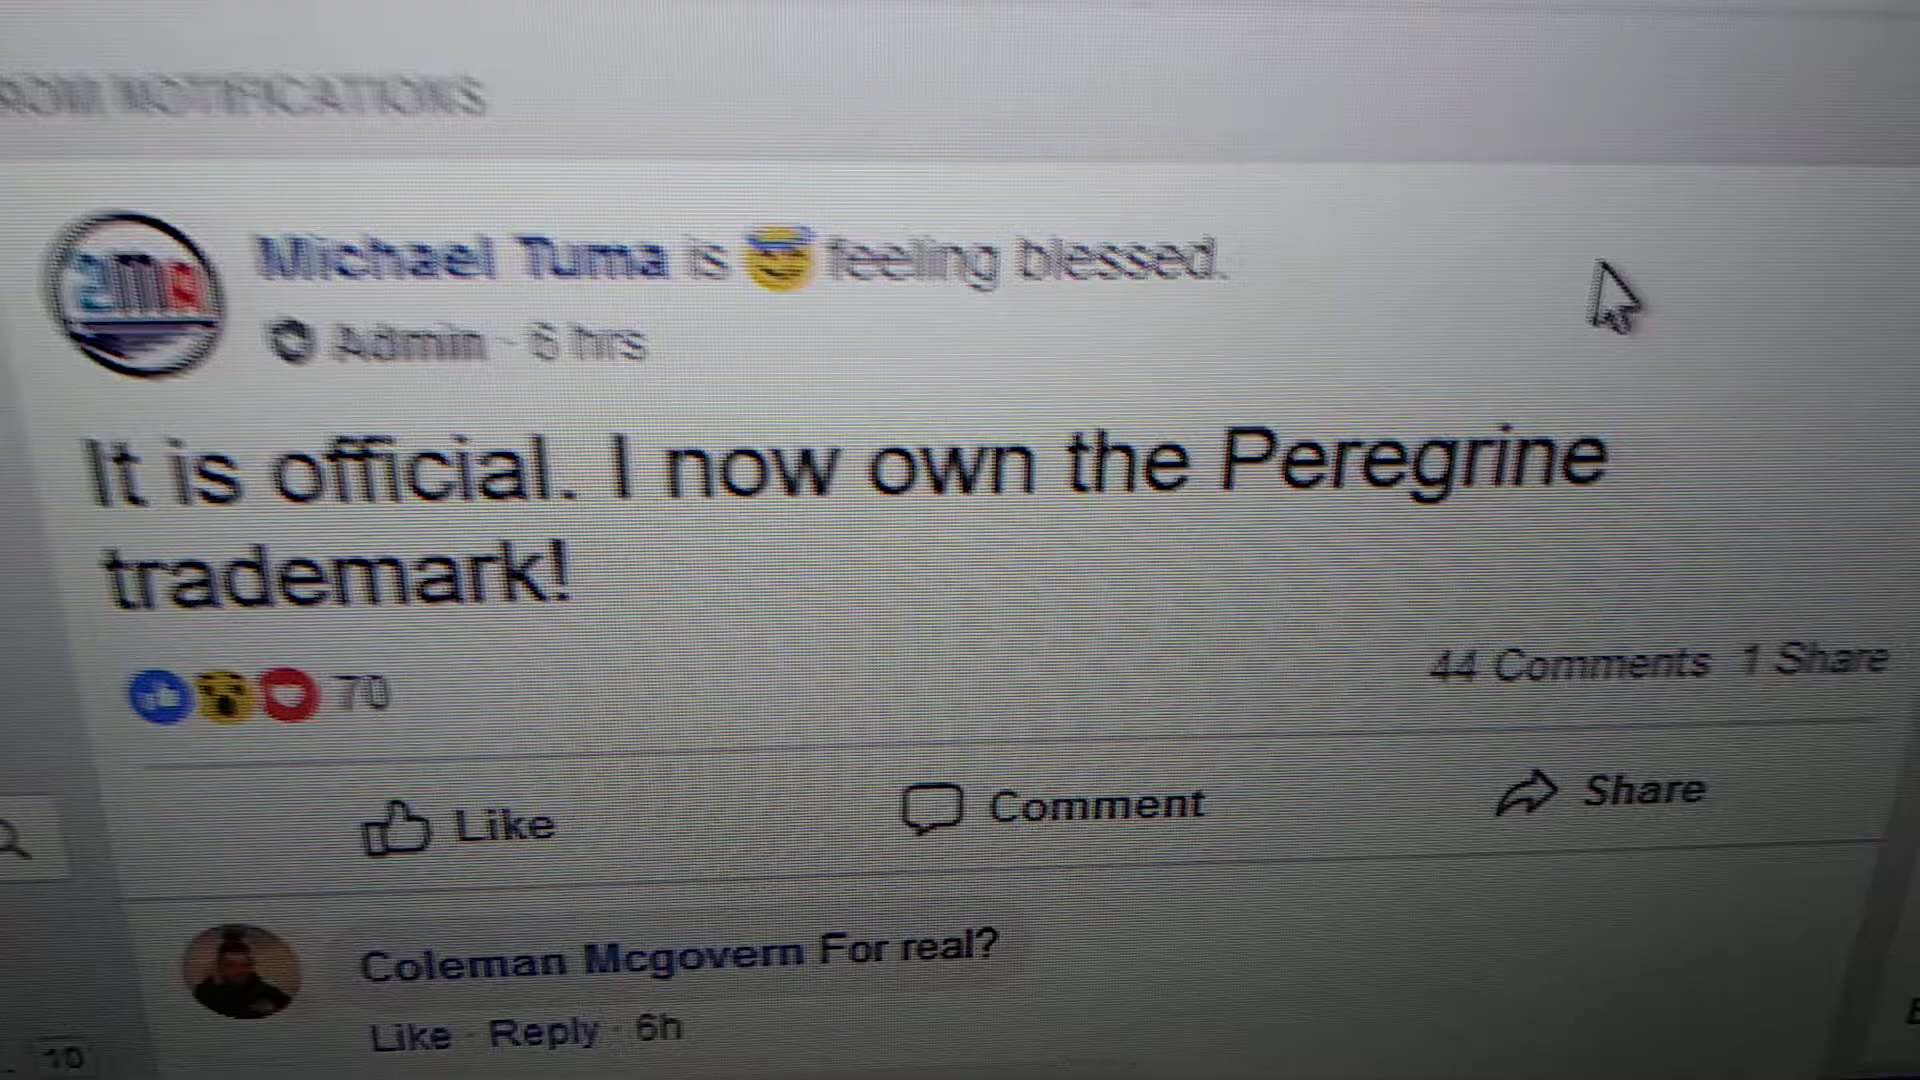 ROM NOTIFICATIONS
2ma
Michael Tuma is feeling blessed.
Admin · 6 hrs
It is official. I now own the Peregrine
trademark!
70
44 Comments 1 Share
Like Comment Share
Coleman Mcgovern For real?
Like · Reply · 6h
10